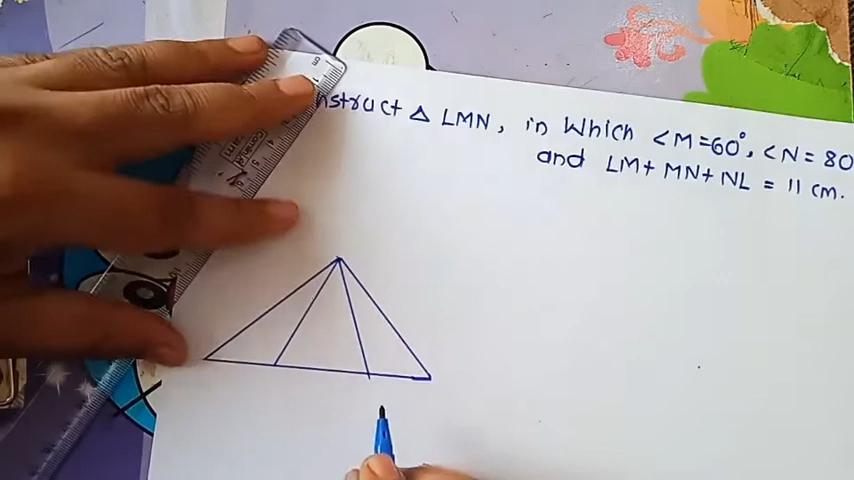 nstruct △ LMN, in Which <M=60°, <N = 80
and LM+MN+NL = 11 cm.